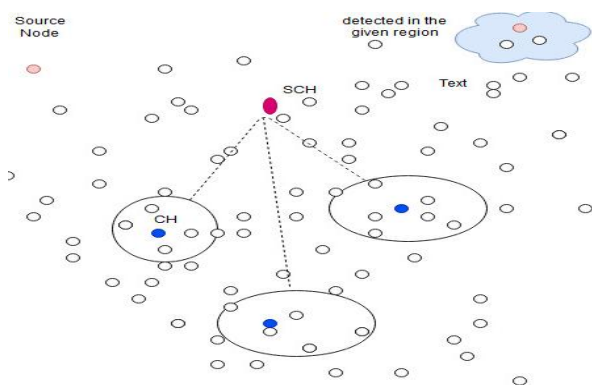 Source
Node
detected in the
given region
SCH
Text
CH